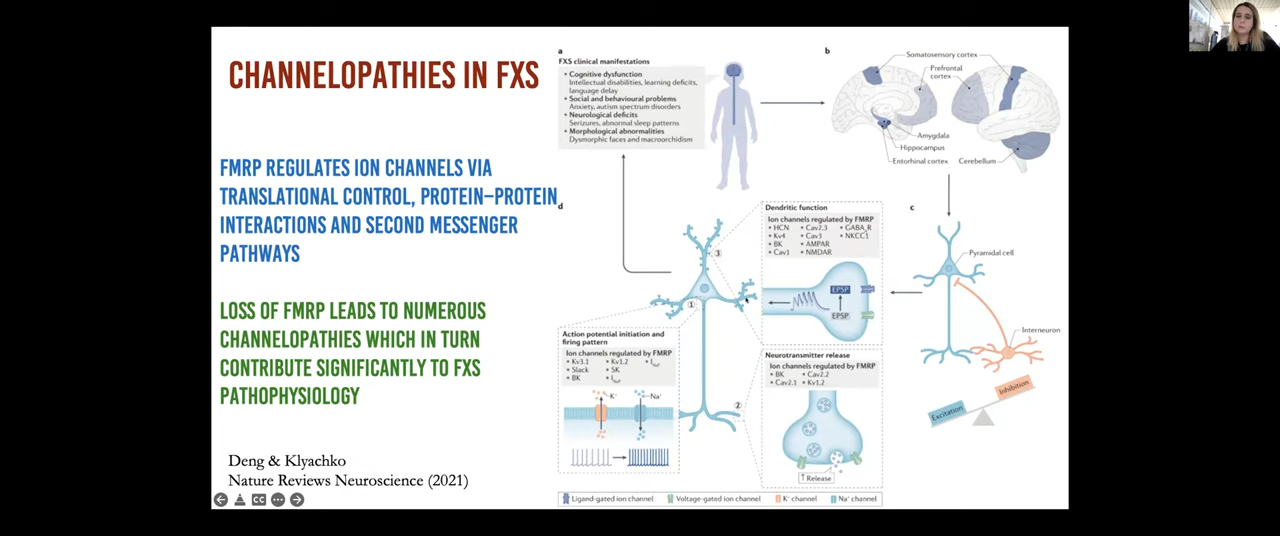 CHANNELOPATHIES IN FXS
FMRP REGULATES ION CHANNELS VIA
TRANSLATIONAL CONTROL, PROTEIN–PROTEIN
INTERACTIONS AND SECOND MESSENGER
PATHWAYS
LOSS OF FMRP LEADS TO NUMEROUS
CHANNELOPATHIES WHICH IN TURN
CONTRIBUTE SIGNIFICANTLY TO FXS
PATHOPHYSIOLOGY
Deng & Klyachko
Nature Reviews Neuroscience (2021)
CC
a
FXS clinical manifestations
• Cognitive dysfunction
Intellectual disabilities, learning deficits,
language delay
• Social and behavioural problems
Anxiety, autism spectrum disorders
• Neurological deficits
Serizures, abnormal sleep patterns
• Morphological abnormalities
Dysmorphic faces and macroorchidism
b
Somatosensory cortex
Prefrontal
cortex
Amygdala
Hippocampus
Entorhinal cortex
Cerebellum
c
Pyramidal cell
Interneuron
Excitation
Inhibition
d
③
①
②
Dendritic function
Ion channels regulated by FMRP
• HCN • Cav2.3 • GABAAR
• Kv4 • Cav3 • NKCC1
• BK • AMPAR
• Cav1 • NMDAR
EPSP
EPSP
Action potential initiation and
firing pattern
Ion channels regulated by FMRP
• Kv3.1 • Kv1.2
• Slack • SK
• BK
K⁺
Na⁺
Neurotransmitter release
Ion channels regulated by FMRP
• BK • Cav2.2
• Cav2.1 • Kv1.2
↑ Release
Ligand-gated ion channel
Voltage-gated ion channel
K⁺ channel
Na⁺ channel